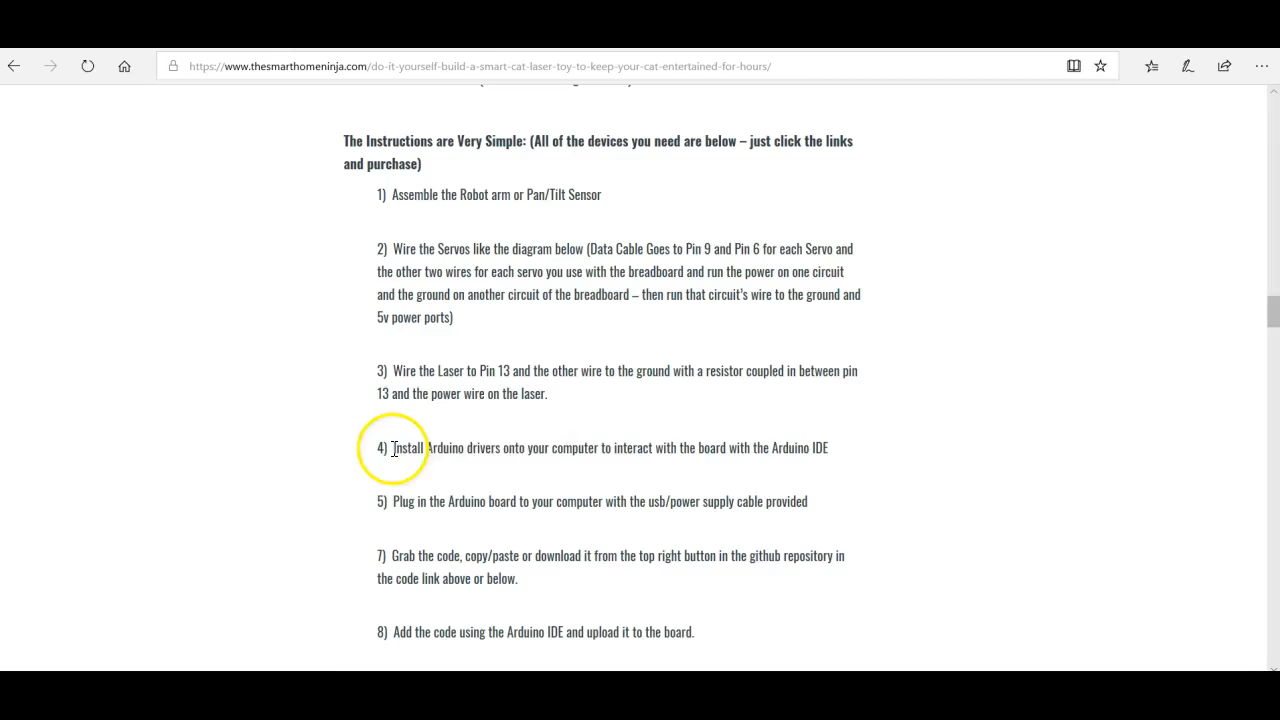 https://www.thesmarthomeninja.com/do-it-yourself-build-a-smart-cat-laser-toy-to-keep-your-cat-entertained-for-hours/
The Instructions are Very Simple: (All of the devices you need are below – just click the links
and purchase)
1) Assemble the Robot arm or Pan/Tilt Sensor
2) Wire the Servos like the diagram below (Data Cable Goes to Pin 9 and Pin 6 for each Servo and
the other two wires for each servo you use with the breadboard and run the power on one circuit
and the ground on another circuit of the breadboard – then run that circuit's wire to the ground and
5v power ports)
3) Wire the Laser to Pin 13 and the other wire to the ground with a resistor coupled in between pin
13 and the power wire on the laser.
4) Install Arduino drivers onto your computer to interact with the board with the Arduino IDE
5) Plug in the Arduino board to your computer with the usb/power supply cable provided
7) Grab the code, copy/paste or download it from the top right button in the github repository in
the code link above or below.
8) Add the code using the Arduino IDE and upload it to the board.